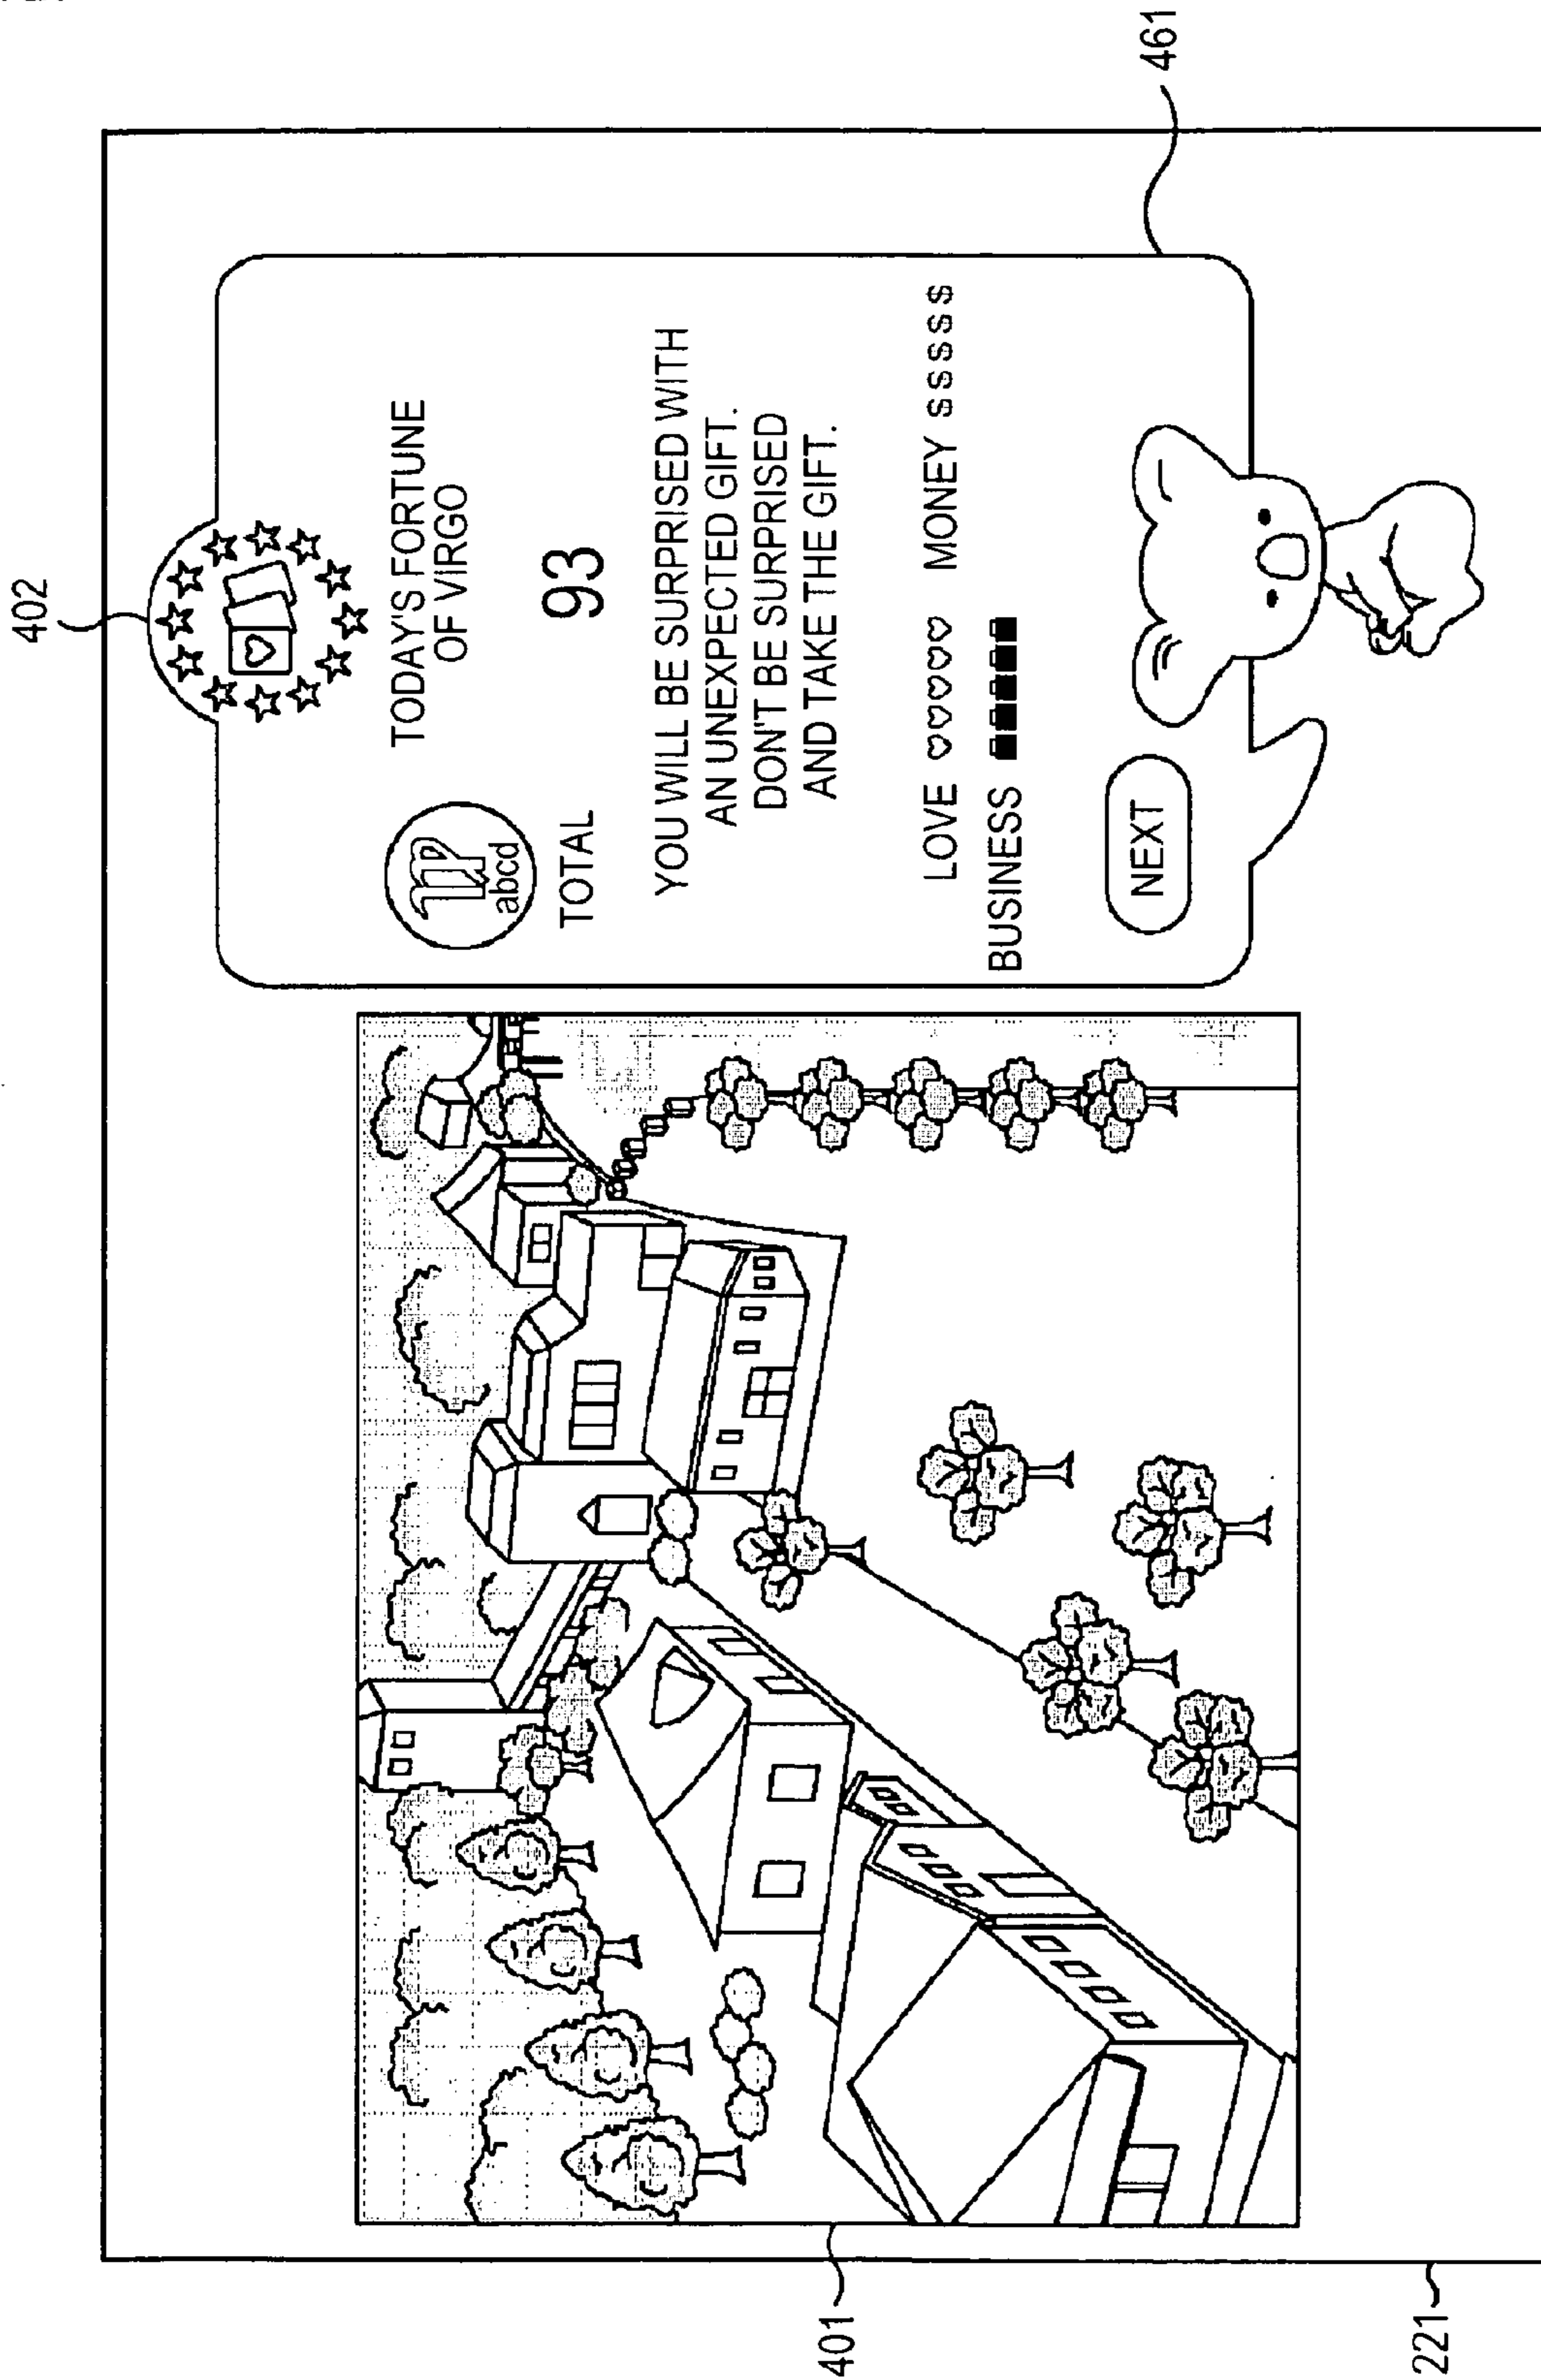 402
461
TODAY'S FORTUNE
OF VIRGO
abcd
TOTAL 93
YOU WILL BE SURPRISED WITH
AN UNEXPECTED GIFT.
DON'T BE SURPRISED
AND TAKE THE GIFT.
LOVE ♡♡♡♡♡ MONEY $$$$$
BUSINESS
NEXT
401
221